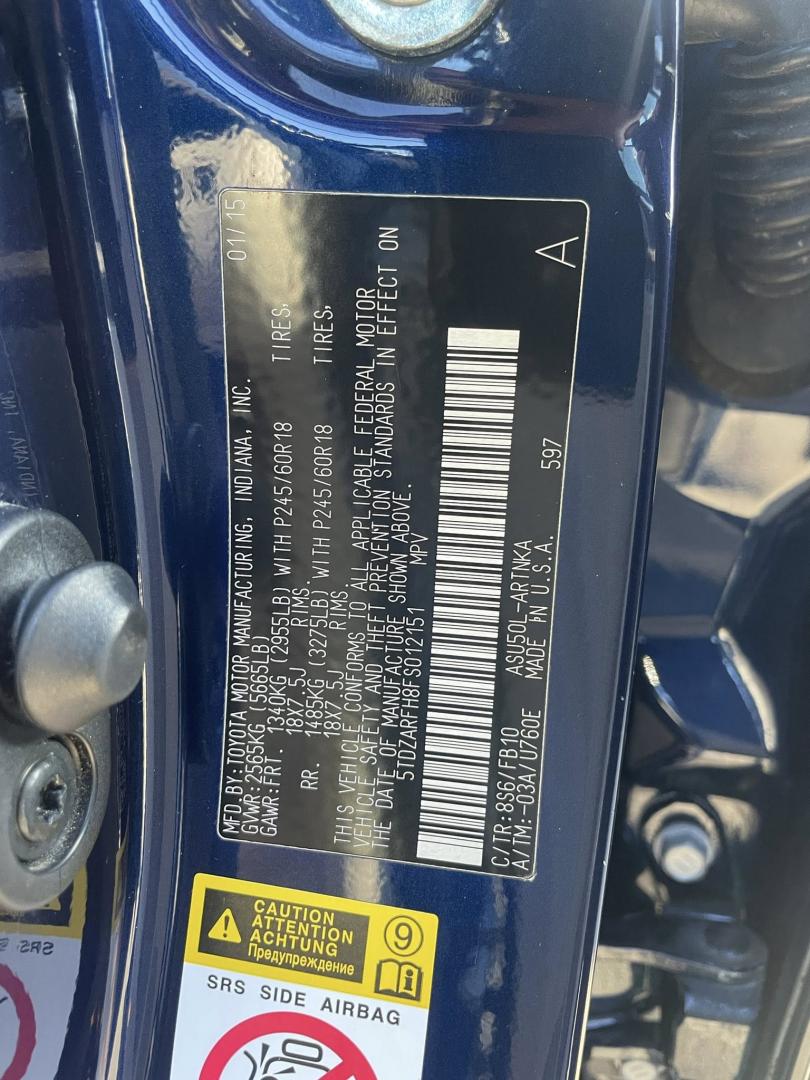 MFD.BY:TOYOTA MOTOR MANUFACTURING, INDIANA, INC. 01/15
GVWR:2565KG (5665LB)
GAWR:FRT. 1340KG (2955LB) WITH P245/60R18 TIRES,
18X7.5J RIMS.
RR. 1485KG (3275LB) WITH P245/60R18 TIRES,
18X7.5J RIMS.
THIS VEHICLE CONFORMS TO ALL APPLICABLE FEDERAL MOTOR
VEHICLE SAFETY AND THEFT PREVENTION STANDARDS IN EFFECT ON
THE DATE OF MANUFACTURE SHOWN ABOVE.
5TDZARFH8FS012151 MPV
C/TR:8S6/FB10 ASU50L-ARTNKA 597 A
A/TM:-03A/U760E MADE IN U.S.A.
CAUTION
ATTENTION
ACHTUNG
Предупреждение
9
i
SRS SIDE AIRBAG
SRS